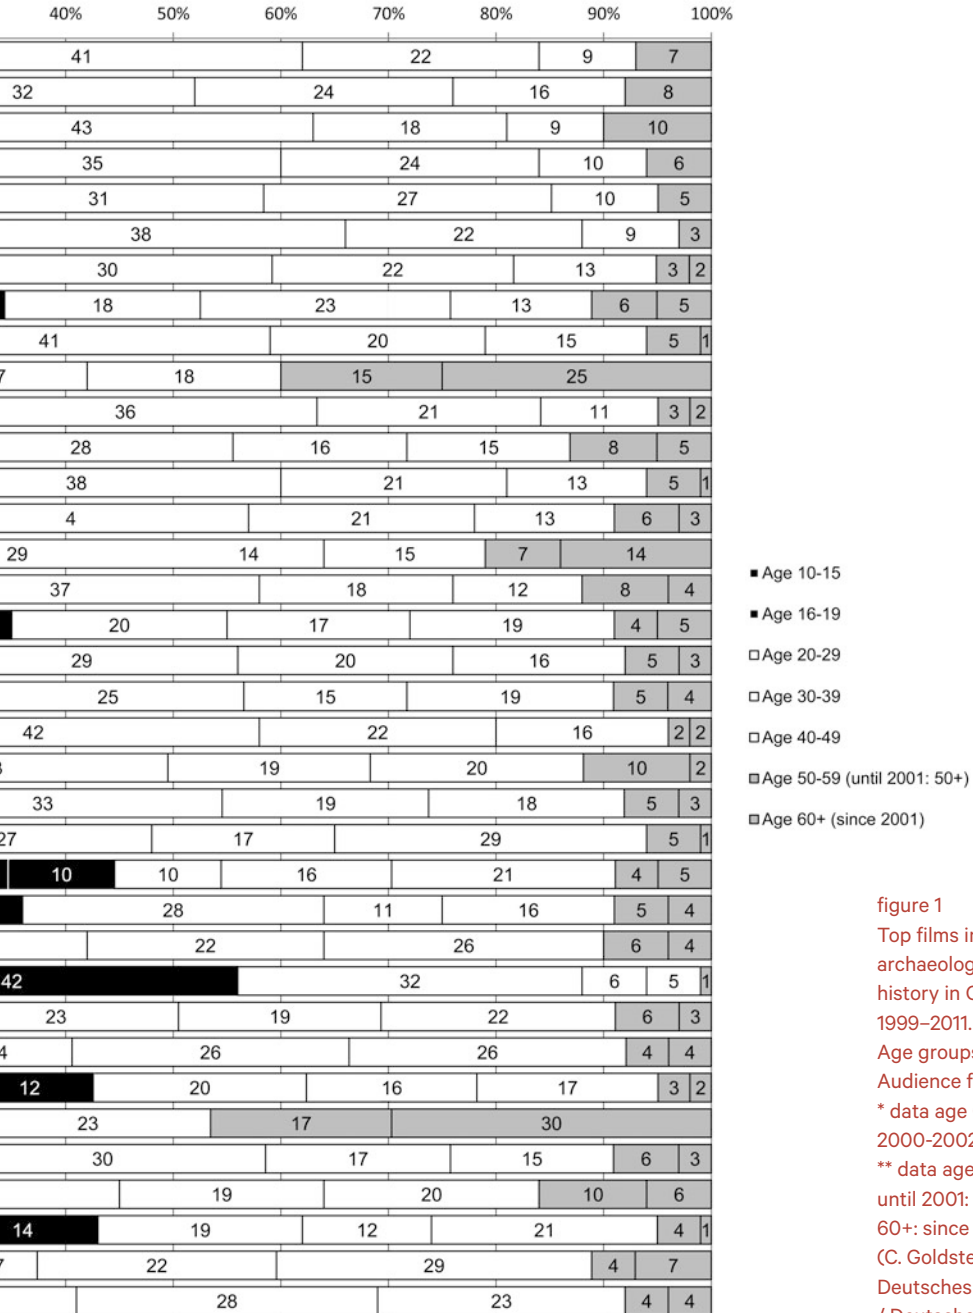 40% 50% 60% 70% 80% 90% 100%
41 22 9 7
32 24 16 8
43 18 9 10
35 24 10 6
31 27 10 5
38 22 9 3
30 22 13 3 2
18 23 13 6 5
41 20 15 5 1
18 15 25
36 21 11 3 2
28 16 15 8 5
38 21 13 5 1
4 21 13 6 3
29 14 15 7 14
37 18 12 8 4
20 17 19 4 5
29 20 16 5 3
25 15 19 5 4
42 22 16 2 2
19 20 10 2
33 19 18 5 3
27 17 29 5 1
10 10 16 21 4 5
28 11 16 5 4
22 26 6 4
42 32 6 5 1
23 19 22 6 3
4 26 26 4 4
12 20 16 17 3 2
23 17 30
30 17 15 6 3
19 20 10 6
14 19 12 21 4 1
22 29 4 7
28 23 4 4
Age 10-15
Age 16-19
Age 20-29
Age 30-39
Age 40-49
Age 50-59 (until 2001: 50+)
Age 60+ (since 2001)
figure 1
Top films
archaeolog
history in
1999–2011.
Age groups
Audience
* data age
2000-2002
** data age
until 2001:
60+: since
(C. Goldste
Deutsches